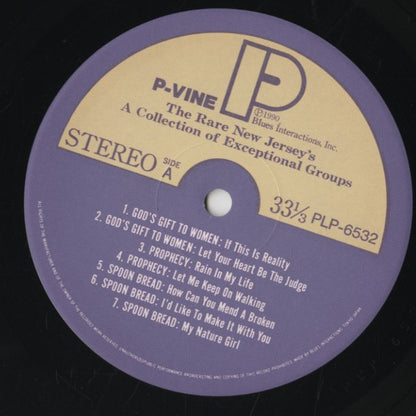 P-VINE
P
℗1990
Blues Interactions, Inc.
The Rare New Jersey's
A Collection of Exceptional Groups
STEREO
SIDE
A
33 1/3
PLP-6532
1. GOD'S GIFT TO WOMEN: If This Is Reality
2. GOD'S GIFT TO WOMEN: Let Your Heart Be The Judge
3. PROPHECY: Rain In My Life
4. PROPHECY: Let Me Keep On Walking
5. SPOON BREAD: How Can You Mend A Broken
6. SPOON BREAD: I'd Like To Make It With You
7. SPOON BREAD: My Nature Girl